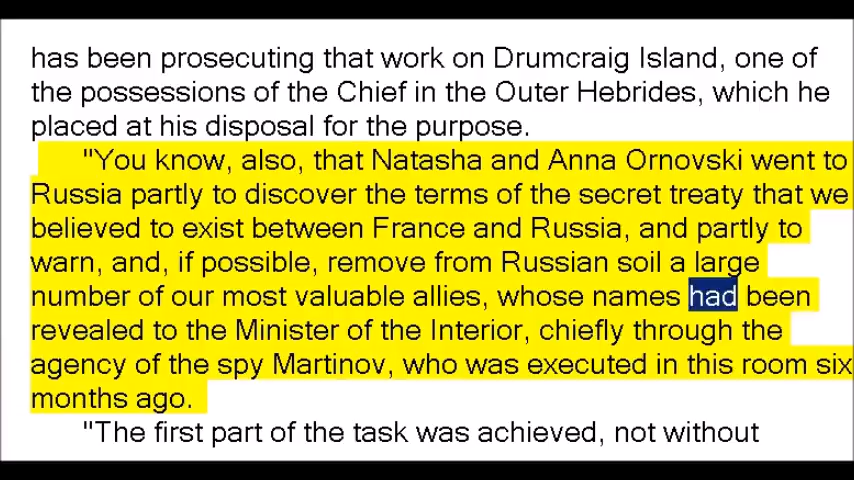 has been prosecuting that work on Drumcraig Island, one of
the possessions of the Chief in the Outer Hebrides, which he
placed at his disposal for the purpose.
"You know, also, that Natasha and Anna Ornovski went to
Russia partly to discover the terms of the secret treaty that we
believed to exist between France and Russia, and partly to
warn, and, if possible, remove from Russian soil a large
number of our most valuable allies, whose names had been
revealed to the Minister of the Interior, chiefly through the
agency of the spy Martinov, who was executed in this room six
months ago.
"The first part of the task was achieved, not without